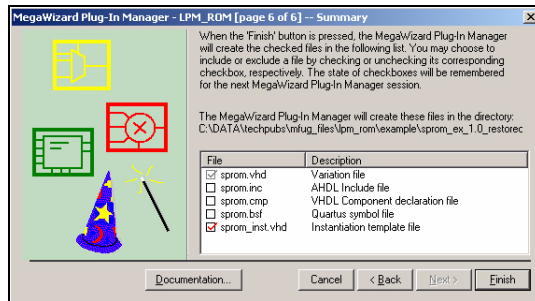 MegaWizard Plug-In Manager - LPM_ROM [page 6 of 6] -- Summary
When the 'Finish' button is pressed, the MegaWizard Plug-In Manager
will create the checked files in the following list. You may choose to
include or exclude a file by checking or unchecking its corresponding
checkbox, respectively. The state of checkboxes will be remembered
for the next MegaWizard Plug-In Manager session.
The MegaWizard Plug-In Manager will create these files in the directory:
C:\DATA\techpubs\mfug_files\lpm_rom\example\sprom_ex_1.0_restorec
File Description
sprom.vhd Variation file
sprom.inc AHDL Include file
sprom.cmp VHDL Component declaration file
sprom.bsf Quartus symbol file
sprom_inst.vhd Instantiation template file
Documentation... Cancel < Back Next > Finish